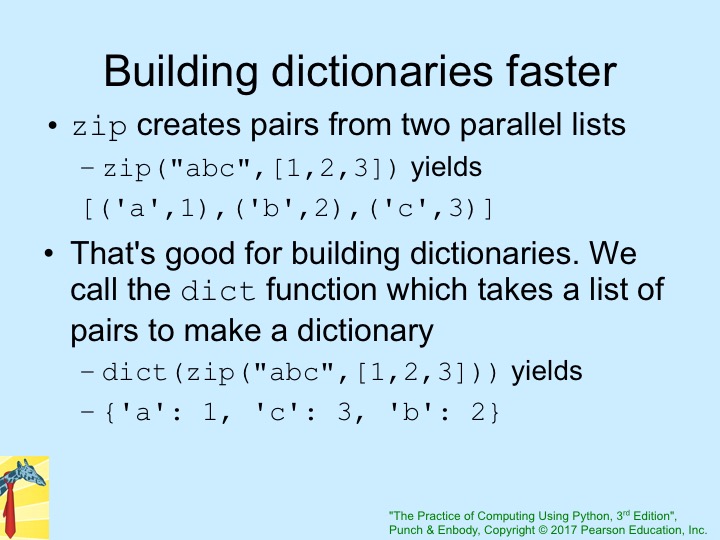 Building dictionaries faster
• zip creates pairs from two parallel lists
– zip("abc",[1,2,3]) yields
[('a',1),('b',2),('c',3)]
• That's good for building dictionaries. We
call the dict function which takes a list of
pairs to make a dictionary
– dict(zip("abc",[1,2,3])) yields
– {'a': 1, 'c': 3, 'b': 2}
"The Practice of Computing Using Python, 3rd Edition",
Punch & Enbody, Copyright © 2017 Pearson Education, Inc.